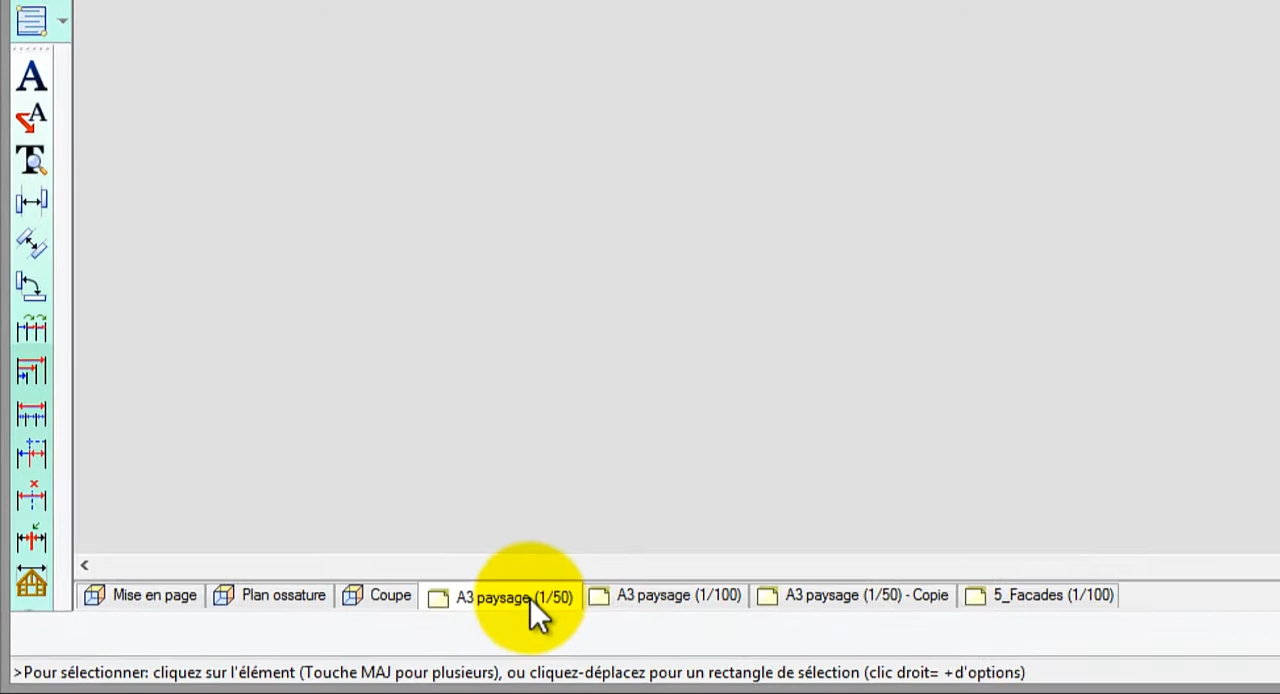 A
A
T
Mise en page Plan ossature Coupe A3 paysage (1/50) A3 paysage (1/100) A3 paysage (1/50) - Copie 5_Facades (1/100)
>Pour sélectionner: cliquez sur l'élément (Touche MAJ pour plusieurs), ou cliquez-déplacez pour un rectangle de sélection (clic droit= +d'options)